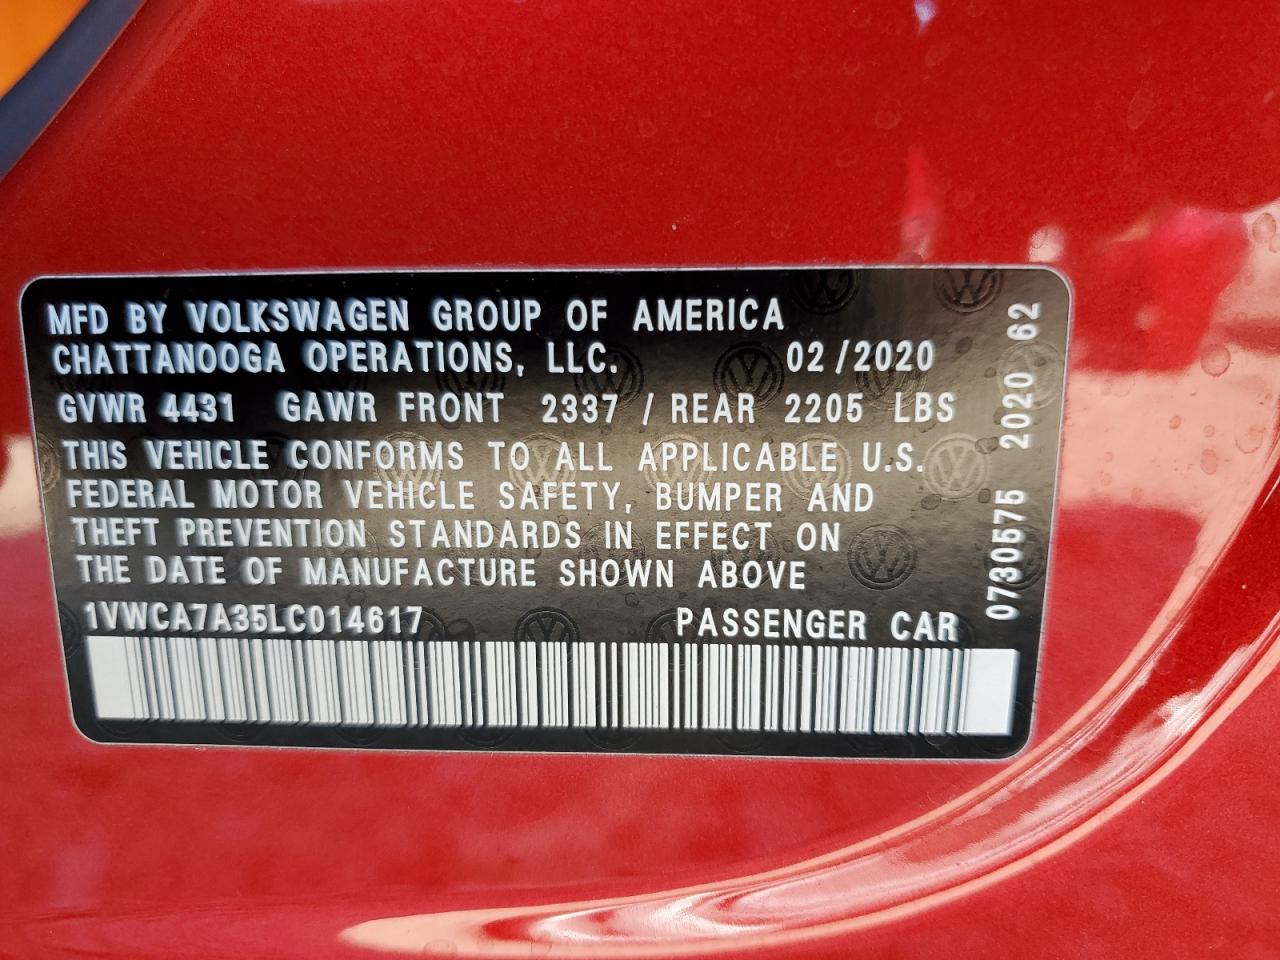 MFD BY VOLKSWAGEN GROUP OF AMERICA
CHATTANOOGA OPERATIONS, LLC. 02/2020
GVWR 4431 GAWR FRONT 2337 / REAR 2205 LBS
THIS VEHICLE CONFORMS TO ALL APPLICABLE U.S.
FEDERAL MOTOR VEHICLE SAFETY, BUMPER AND
THEFT PREVENTION STANDARDS IN EFFECT ON
THE DATE OF MANUFACTURE SHOWN ABOVE
1VWCA7A35LC014617 PASSENGER CAR
0730575 2020 62